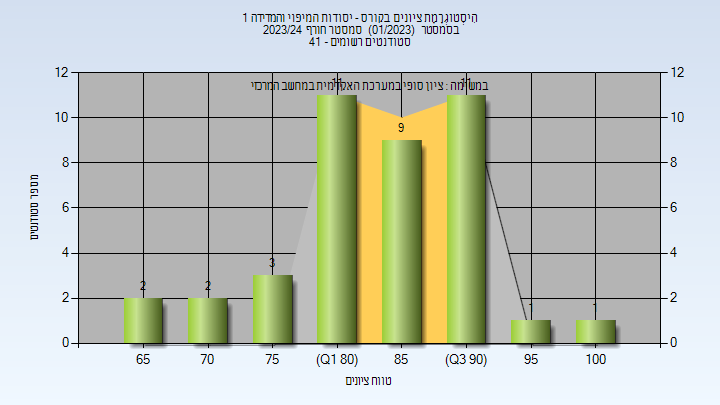 היסטוגרמת ציונים בקורס - יסודות המיפוי והמדידה 1
בסמסטר (01/2023) סמסטר חורף 2023/24
סטודנטים רשומים - 41
במשימה : ציון סופי במערכת האקדמית במחשב המרכזי
12 12
10 10
8 8
6 6
4 4
2 2
0 0
2 2 3 11 9 11 1 1
65 70 75 (Q1 80) 85 (Q3 90) 95 100
מספר סטודנטים
טווח ציונים